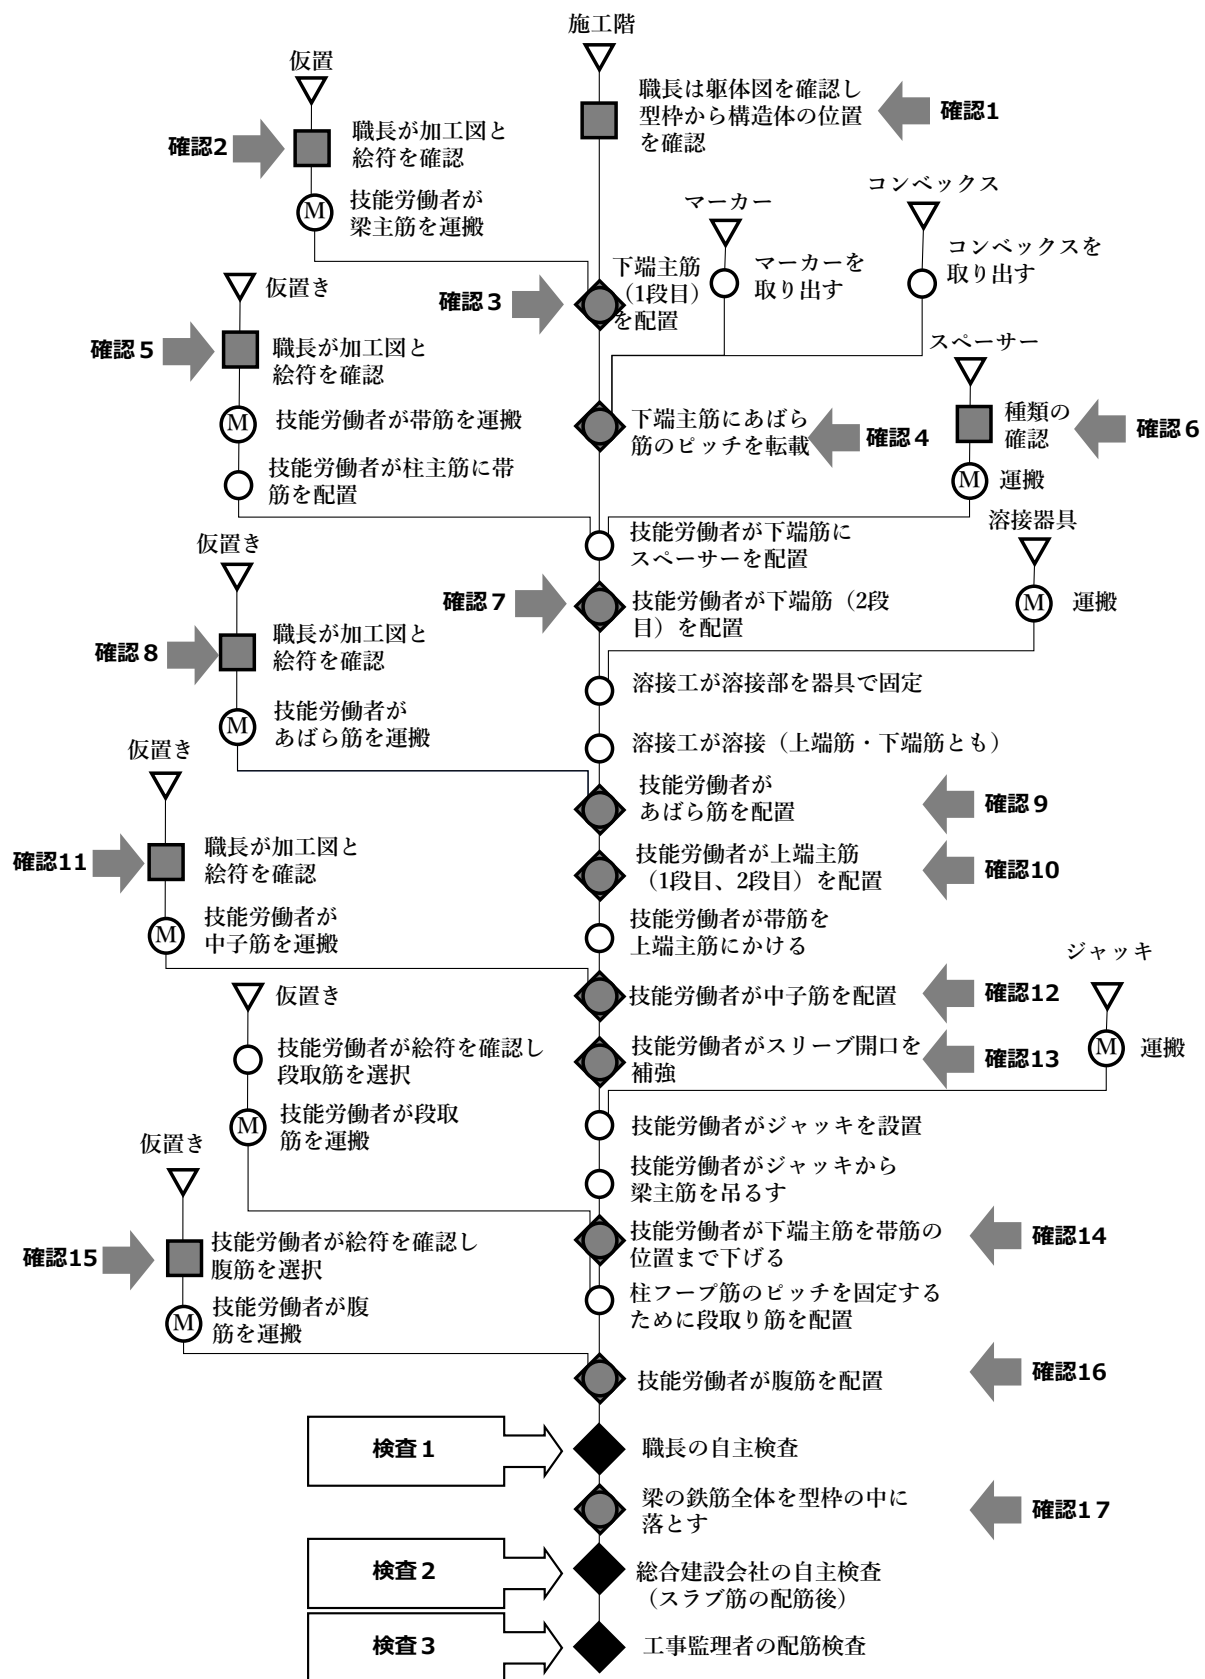 施工階
仮置
職長は躯体図を確認し
型枠から構造体の位置
を確認
確認1
確認2
職長が加工図と
絵符を確認
コンベックス
マーカー
M
技能労働者が
梁主筋を運搬
コンベックスを
取り出す
マーカーを
取り出す
下端主筋
（1段目）
を配置
確認３
仮置き
スペーサー
確認５
職長が加工図と
絵符を確認
種類の
確認
確認６
M
技能労働者が帯筋を運搬
下端主筋にあばら
筋のピッチを転載
確認４
M
運搬
技能労働者が柱主筋に帯
筋を配置
溶接器具
技能労働者が下端筋に
スペーサーを配置
仮置き
確認７
技能労働者が下端筋（2段
目）を配置
M
運搬
確認８
職長が加工図と
絵符を確認
溶接工が溶接部を器具で固定
M
技能労働者が
あばら筋を運搬
溶接工が溶接（上端筋・下端筋とも）
仮置き
技能労働者が
あばら筋を配置
確認９
確認11
職長が加工図と
絵符を確認
技能労働者が上端主筋
（1段目、2段目）を配置
確認10
M
技能労働者が
中子筋を運搬
技能労働者が帯筋を
上端主筋にかける
ジャッキ
仮置き
技能労働者が中子筋を配置
確認12
技能労働者が絵符を確認し
段取筋を選択
技能労働者がスリーブ開口を
補強
確認13
M
運搬
M
技能労働者が段取
筋を運搬
技能労働者がジャッキを設置
仮置き
技能労働者がジャッキから
梁主筋を吊るす
確認15
技能労働者が絵符を確認し
腹筋を選択
技能労働者が下端主筋を帯筋の
位置まで下げる
確認14
M
技能労働者が腹
筋を運搬
柱フープ筋のピッチを固定する
ために段取り筋を配置
技能労働者が腹筋を配置
確認16
検査１
職長の自主検査
梁の鉄筋全体を型枠の中に
落とす
確認1７
検査２
総合建設会社の自主検査
（スラブ筋の配筋後）
検査３
工事監理者の配筋検査